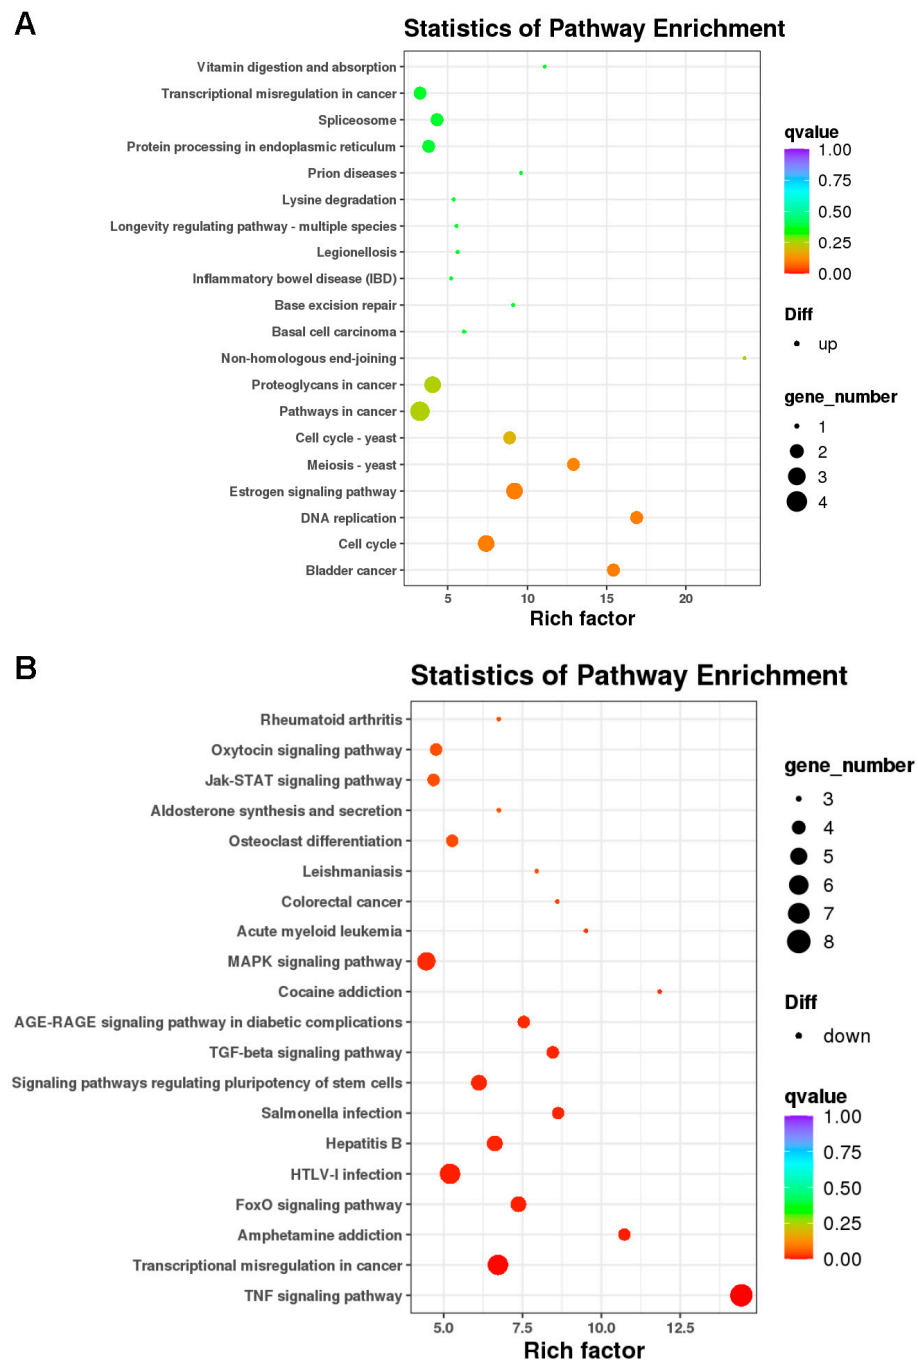 A
Statistics of Pathway Enrichment
Vitamin digestion and absorption
Transcriptional misregulation in cancer
Spliceosome
Protein processing in endoplasmic reticulum
Prion diseases
Lysine degradation
Longevity regulating pathway - multiple species
Legionellosis
Inflammatory bowel disease (IBD)
Base excision repair
Basal cell carcinoma
Non-homologous end-joining
Proteoglycans in cancer
Pathways in cancer
Cell cycle - yeast
Meiosis - yeast
Estrogen signaling pathway
DNA replication
Cell cycle
Bladder cancer
5 10 15 20
Rich factor
qvalue
1.00
0.75
0.50
0.25
0.00
Diff
up
gene_number
1
2
3
4
B
Statistics of Pathway Enrichment
Rheumatoid arthritis
Oxytocin signaling pathway
Jak-STAT signaling pathway
Aldosterone synthesis and secretion
Osteoclast differentiation
Leishmaniasis
Colorectal cancer
Acute myeloid leukemia
MAPK signaling pathway
Cocaine addiction
AGE-RAGE signaling pathway in diabetic complications
TGF-beta signaling pathway
Signaling pathways regulating pluripotency of stem cells
Salmonella infection
Hepatitis B
HTLV-I infection
FoxO signaling pathway
Amphetamine addiction
Transcriptional misregulation in cancer
TNF signaling pathway
5.0 7.5 10.0 12.5
Rich factor
gene_number
3
4
5
6
7
8
Diff
down
qvalue
1.00
0.75
0.50
0.25
0.00